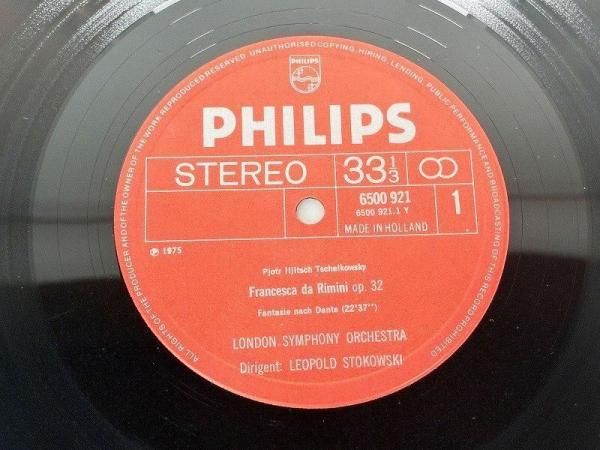 ALL RIGHTS OF THE PRODUCER AND OF THE OWNER OF THE WORK REPRODUCED RESERVED. UNAUTHORISED COPYING, HIRING, LENDING, PUBLIC PERFORMANCE AND BROADCASTING OF THIS RECORD PROHIBITED
PHILIPS
PHILIPS
STEREO 33 1/3
6500 921
6500 921.1 Y
1
MADE IN HOLLAND
℗ 1975
Pjotr Iljitsch Tschaikowsky
Francesca da Rimini op. 32
Fantasie nach Dante (22'37'')
LONDON SYMPHONY ORCHESTRA
Dirigent: LEOPOLD STOKOWSKI